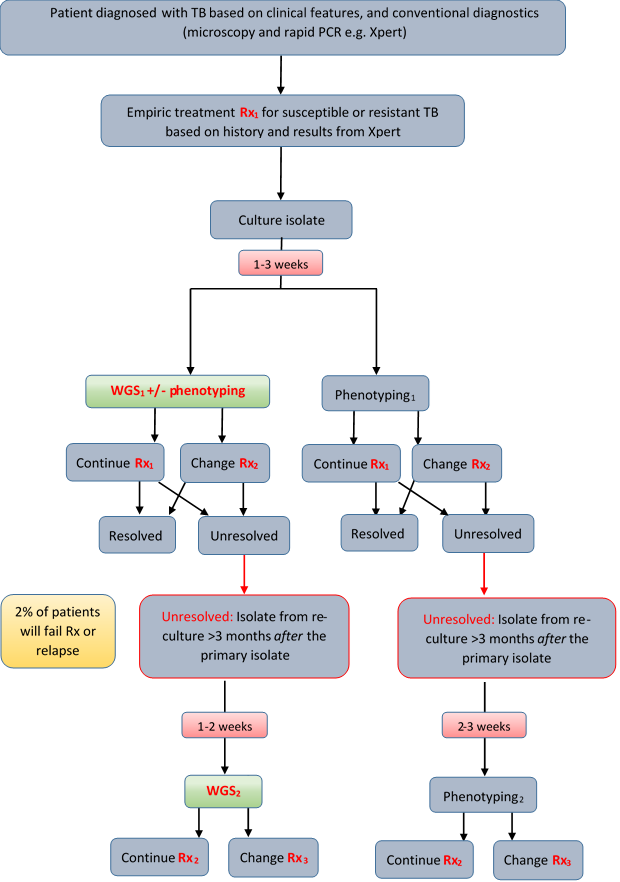 Patient diagnosed with TB based on clinical features, and conventional diagnostics
(microscopy and rapid PCR e.g. Xpert)
Empiric treatment Rx₁ for susceptible or resistant TB
based on history and results from Xpert
Culture isolate
1-3 weeks
WGS₁ +/- phenotyping
Phenotyping₁
Continue Rx₁
Change Rx₂
Continue Rx₁
Change Rx₂
Resolved
Unresolved
Resolved
Unresolved
2% of patients
will fail Rx or
relapse
Unresolved: Isolate from re-
culture >3 months after the
primary isolate
Unresolved: Isolate from re-
culture >3 months after the
primary isolate
1-2 weeks
2-3 weeks
WGS₂
Phenotyping₂
Continue Rx₂
Change Rx₃
Continue Rx₂
Change Rx₃